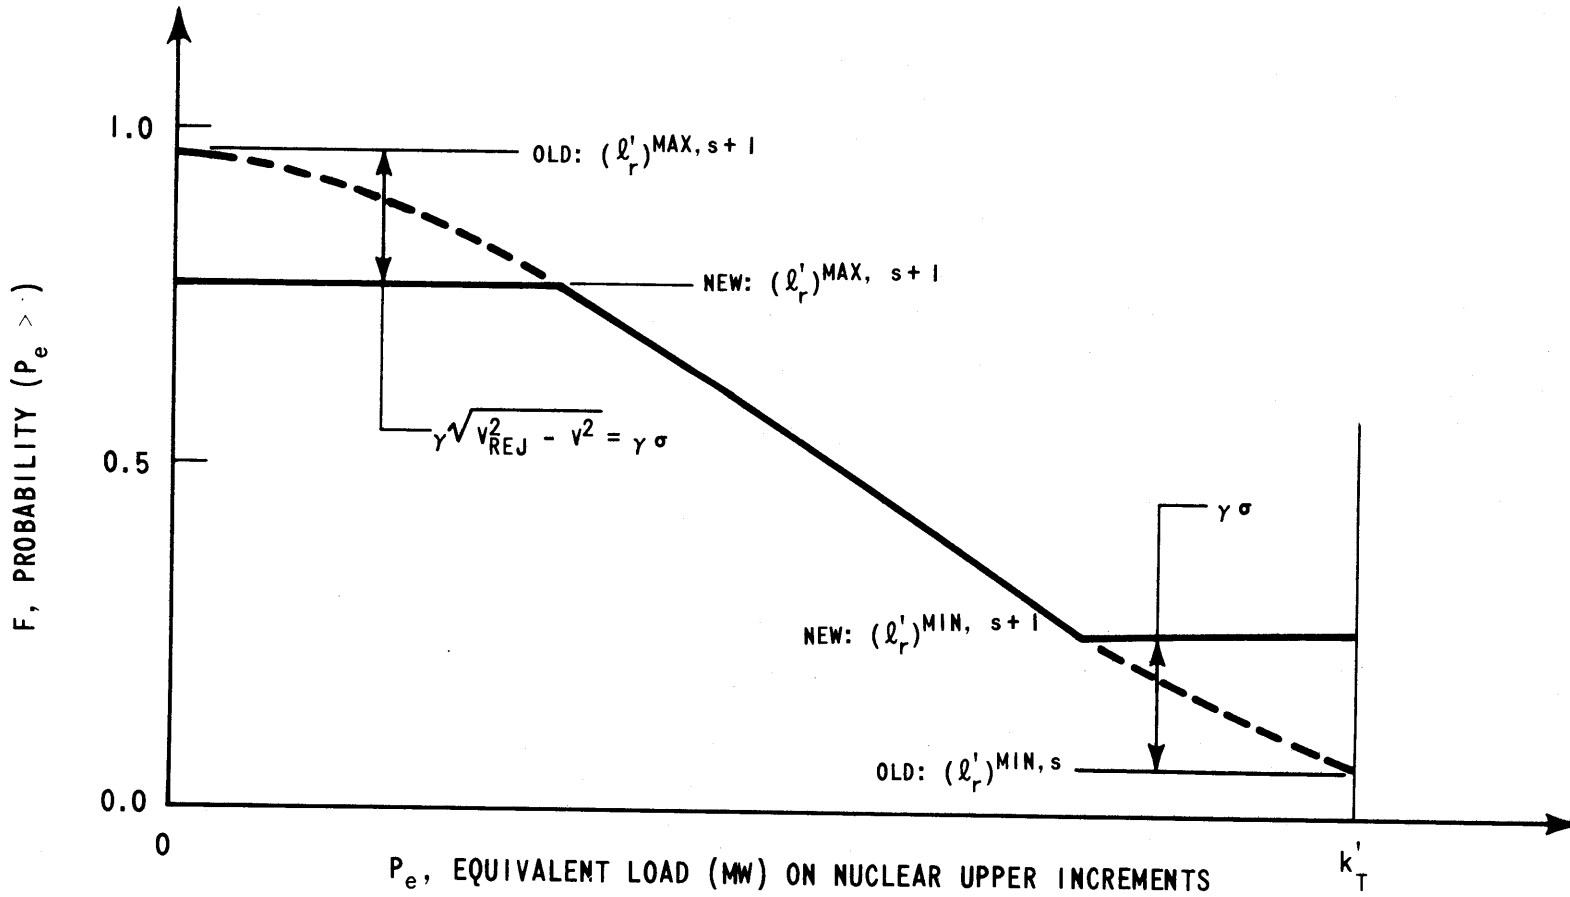 1.0
OLD: (ℓ'r)MAX, s+1
NEW: (ℓ'r)MAX, s+1
γ√(V²REJ - V²) = γσ
0.5
γσ
NEW: (ℓ'r)MIN, s+1
OLD: (ℓ'r)MIN, s
0.0
0
k'T
Pe, EQUIVALENT LOAD (MW) ON NUCLEAR UPPER INCREMENTS
F, PROBABILITY (Pe > )